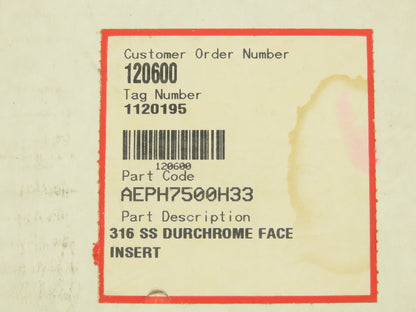 Customer Order Number
120600
Tag Number
1120195
120600
Part Code
AEPH7500H33
Part Description
316 SS DURCHROME FACE
INSERT